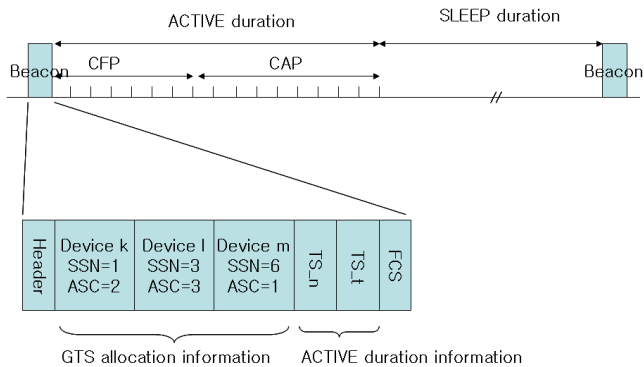 ACTIVE duration
SLEEP duration
Beacon
CFP
CAP
Beacon
//
Header
Device k
SSN=1
ASC=2
Device l
SSN=3
ASC=3
Device m
SSN=6
ASC=1
TS_n
TS_t
FCS
GTS allocation information
ACTIVE duration information